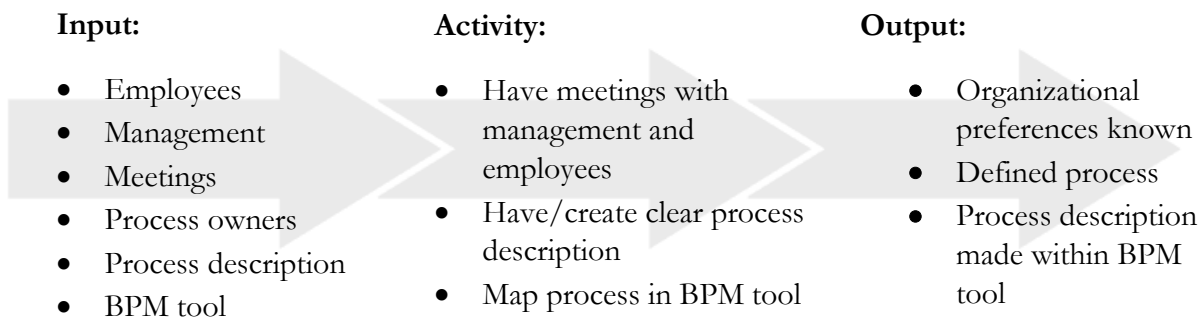 Input:
• Employees
• Management
• Meetings
• Process owners
• Process description
• BPM tool
Activity:
• Have meetings with
management and
employees
• Have/create clear process
description
• Map process in BPM tool
Output:
• Organizational
preferences known
• Defined process
• Process description
made within BPM
tool